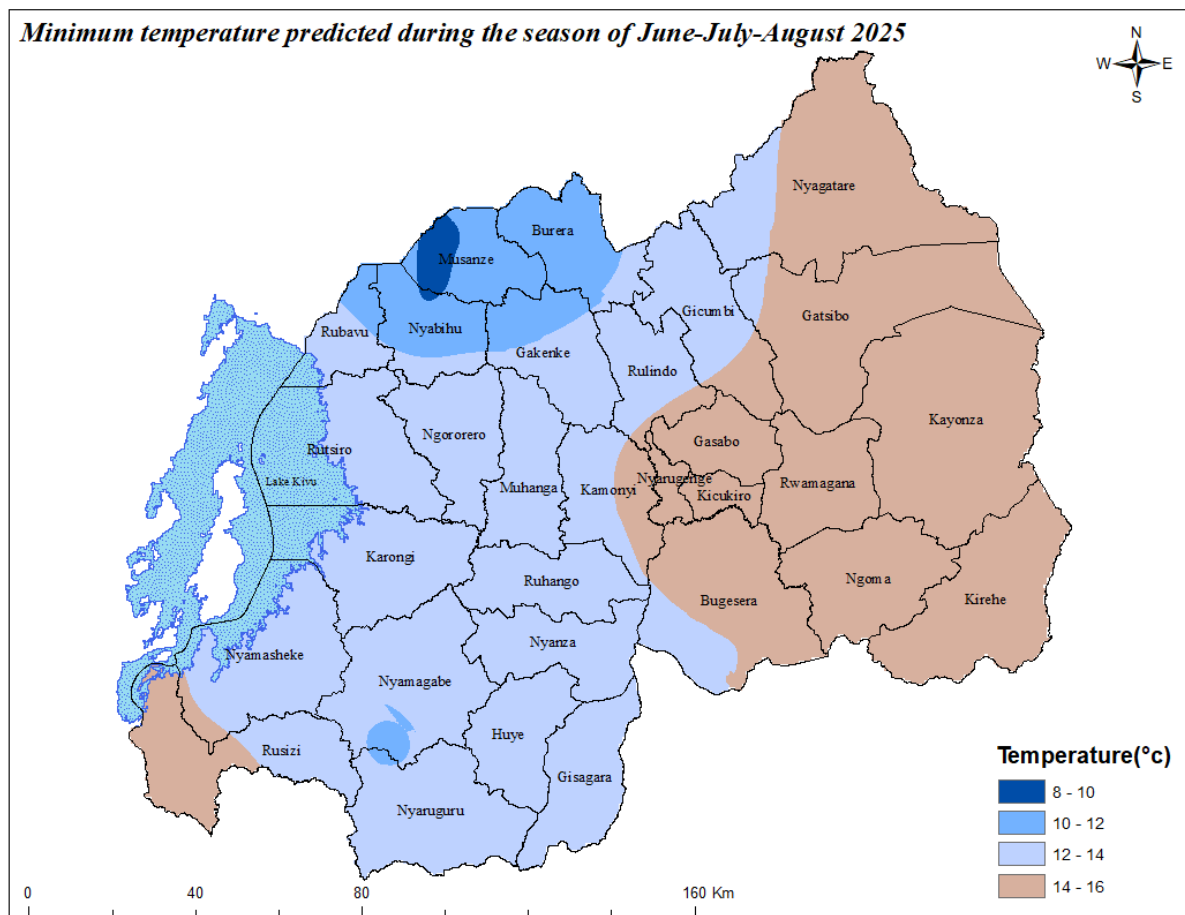 Minimum temperature predicted during the season of June-July-August 2025
N
W E
S
Nyagatare
Burera
Musanze
Gicumbi
Gatsibo
Rubavu
Nyabihu
Gakenke
Rulindo
Kayonza
Ngororero
Gasabo
Rutsiro
Lake Kivu
Muhanga
Kamonyi
Nyarugenge
Kicukiro
Rwamagana
Karongi
Ruhango
Ngoma
Bugesera
Kirehe
Nyamasheke
Nyanza
Nyamagabe
Huye
Rusizi
Gisagara
Nyaruguru
Temperature(°c)
8 - 10
10 - 12
12 - 14
14 - 16
0 40 80 160 Km